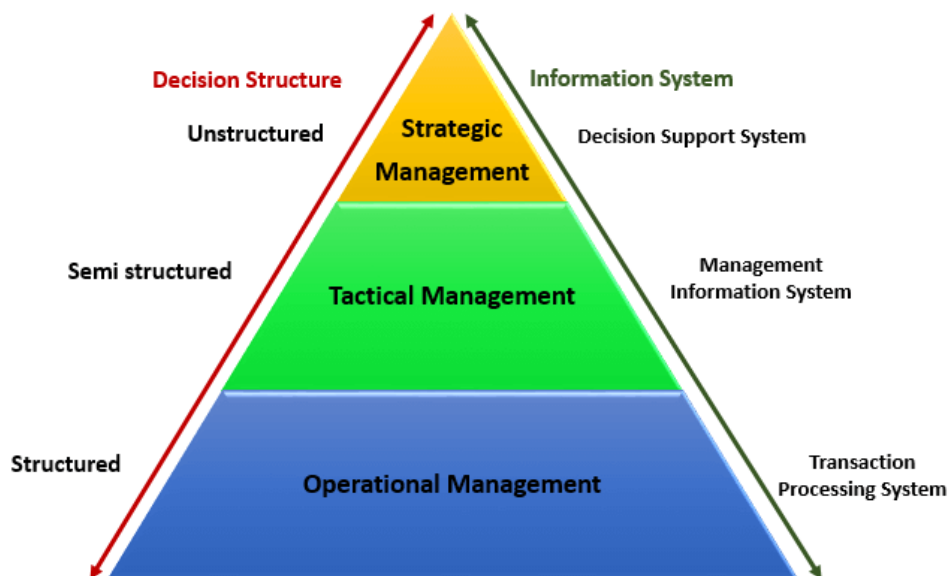 Decision Structure
Information System
Unstructured
Strategic
Management
Decision Support System
Semi structured
Tactical Management
Management
Information System
Structured
Operational Management
Transaction
Processing System